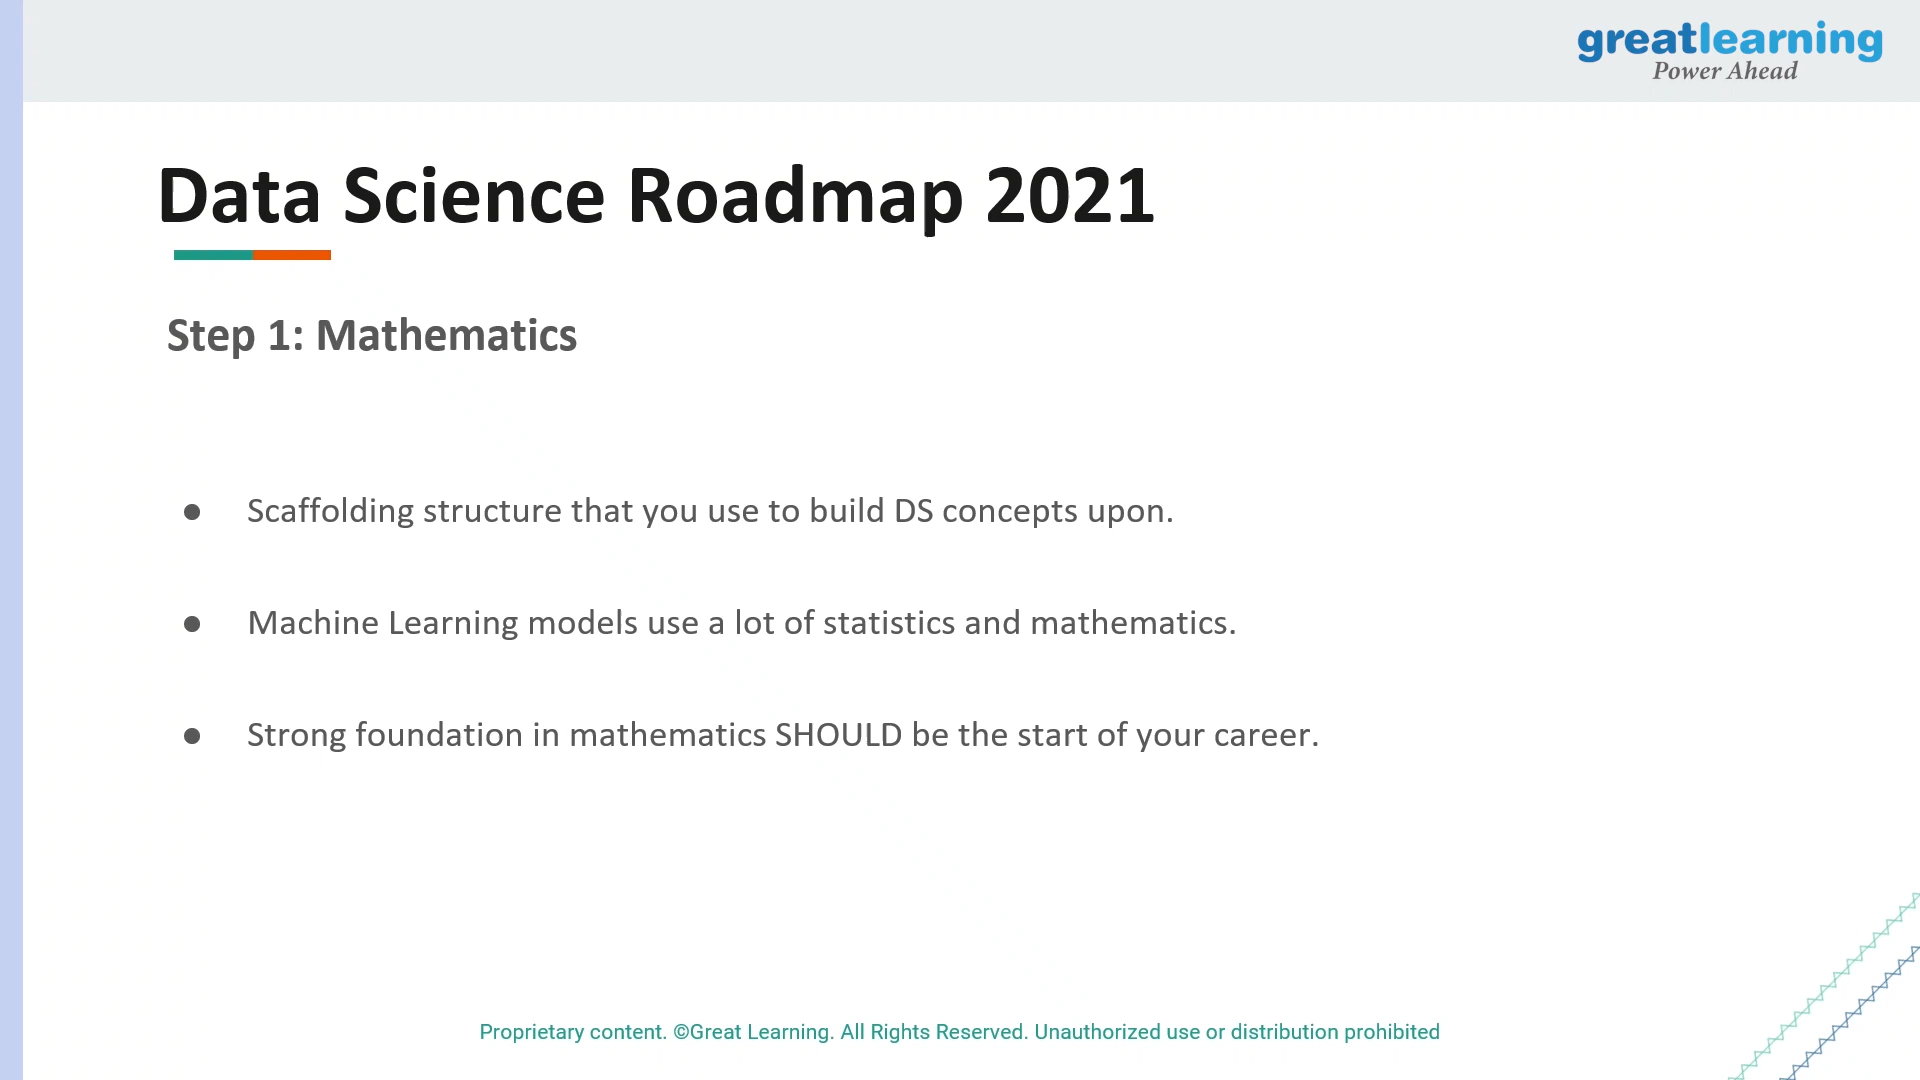 greatlearning
Power Ahead
Data Science Roadmap 2021
Step 1: Mathematics
● Scaffolding structure that you use to build DS concepts upon.
● Machine Learning models use a lot of statistics and mathematics.
● Strong foundation in mathematics SHOULD be the start of your career.
Proprietary content. ©Great Learning. All Rights Reserved. Unauthorized use or distribution prohibited